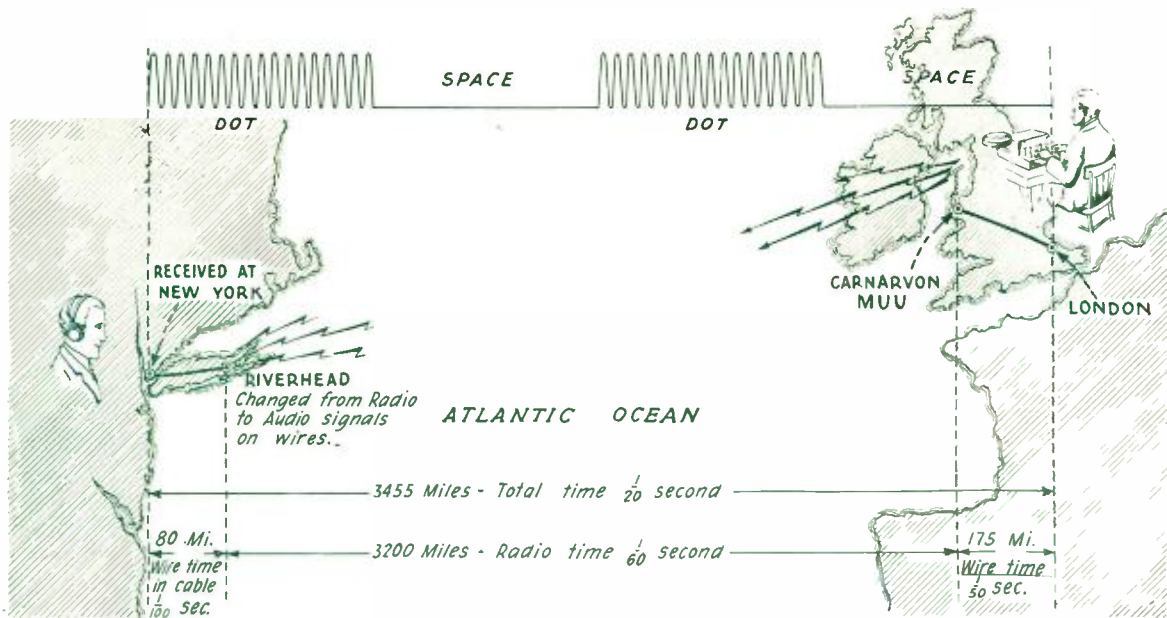 SPACE
SPACE
DOT
DOT
RECEIVED AT
NEW YORK
CARNARVON
MUU
LONDON
RIVERHEAD
Changed from Radio
to Audio signals
on wires.
ATLANTIC OCEAN
3455 Miles - Total time 1/20 second
80 Mi.
Wire time
in cable
1/100 sec.
3200 Miles - Radio time 1/60 second
175 Mi.
Wire time
1/50 sec.